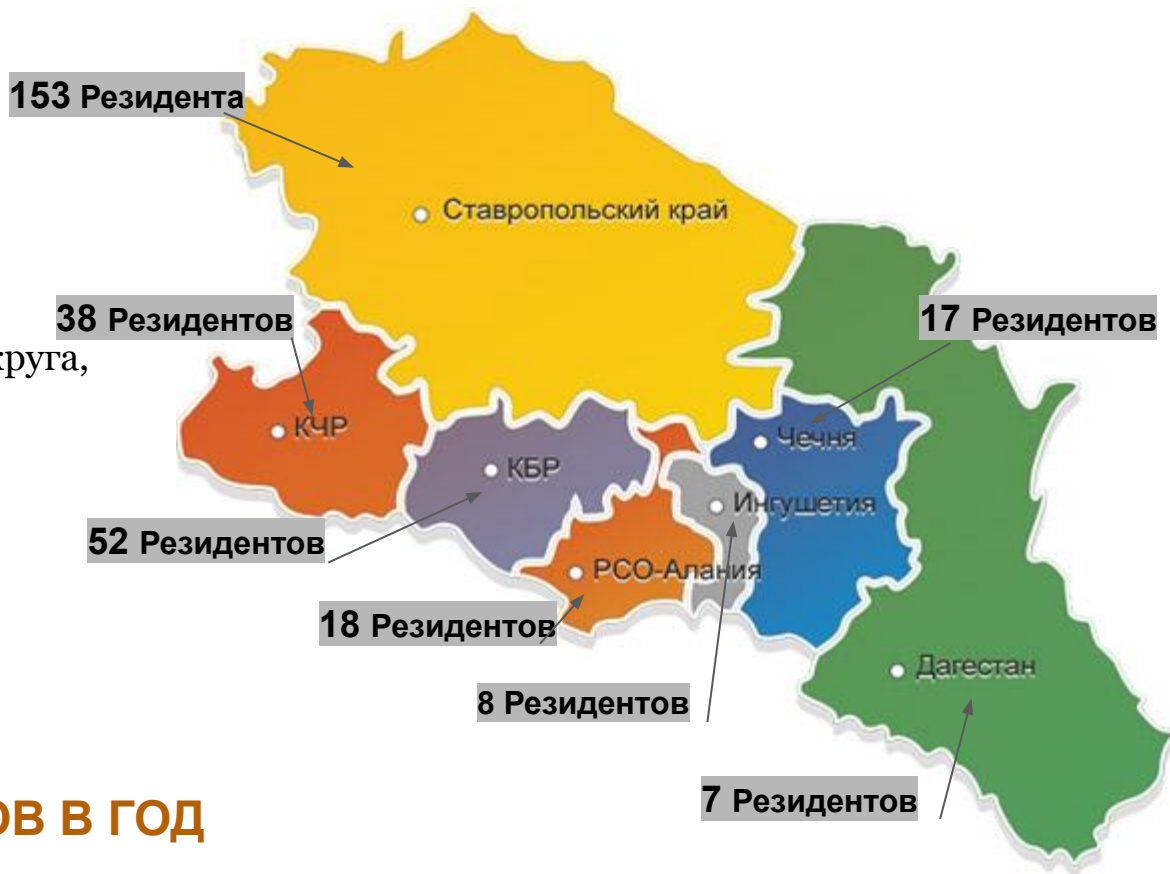 153 Резидента
Ставропольский край
38 Резидентов
17 Резидентов
круга,
КЧР
Чечня
КБР
Ингушетия
52 Резидентов
РСО-Алания
18 Резидентов
Дагестан
8 Резидентов
7 Резидентов
ОВ В ГОД